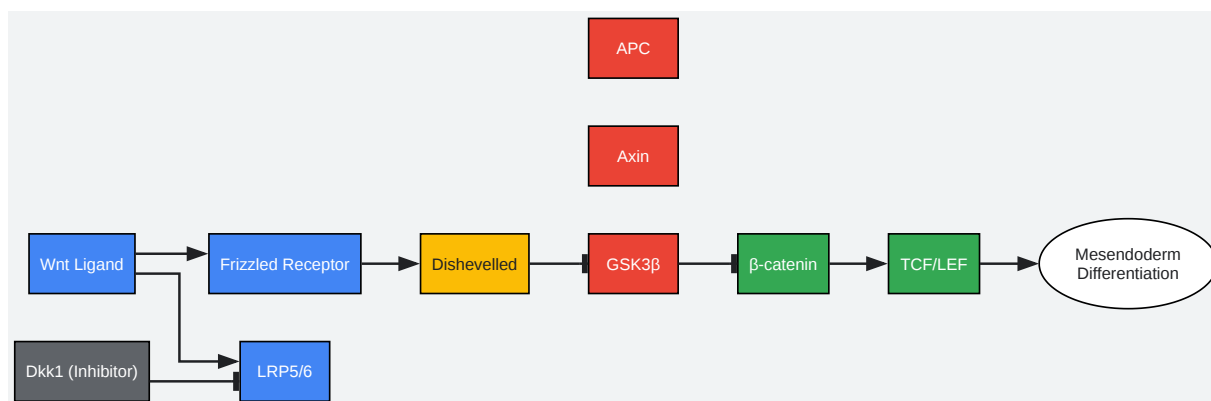 APC
Axin
Wnt Ligand
Frizzled Receptor
Dishevelled
GSK3β
β-catenin
TCF/LEF
Mesendoderm
Differentiation
Dkk1 (Inhibitor)
LRP5/6